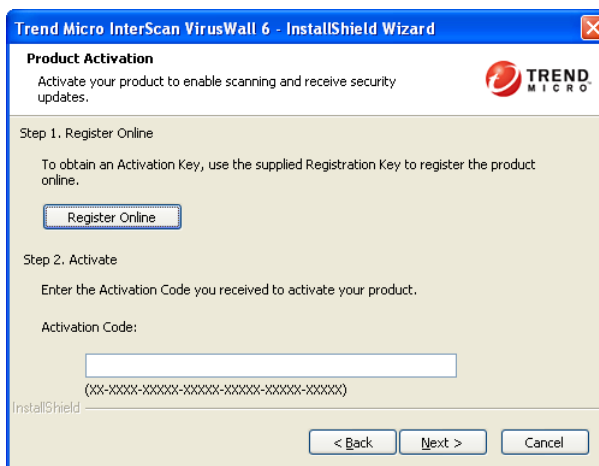 Trend Micro InterScan VirusWall 6 - InstallShield Wizard
Product Activation
Activate your product to enable scanning and receive security
updates.
TREND
MICRO
Step 1. Register Online
To obtain an Activation Key, use the supplied Registration Key to register the product
online.
Register Online
Step 2. Activate
Enter the Activation Code you received to activate your product.
Activation Code:
(XX-XXXX-XXXXX-XXXXX-XXXXX-XXXXX-XXXXX)
InstallShield
< Back
Next >
Cancel